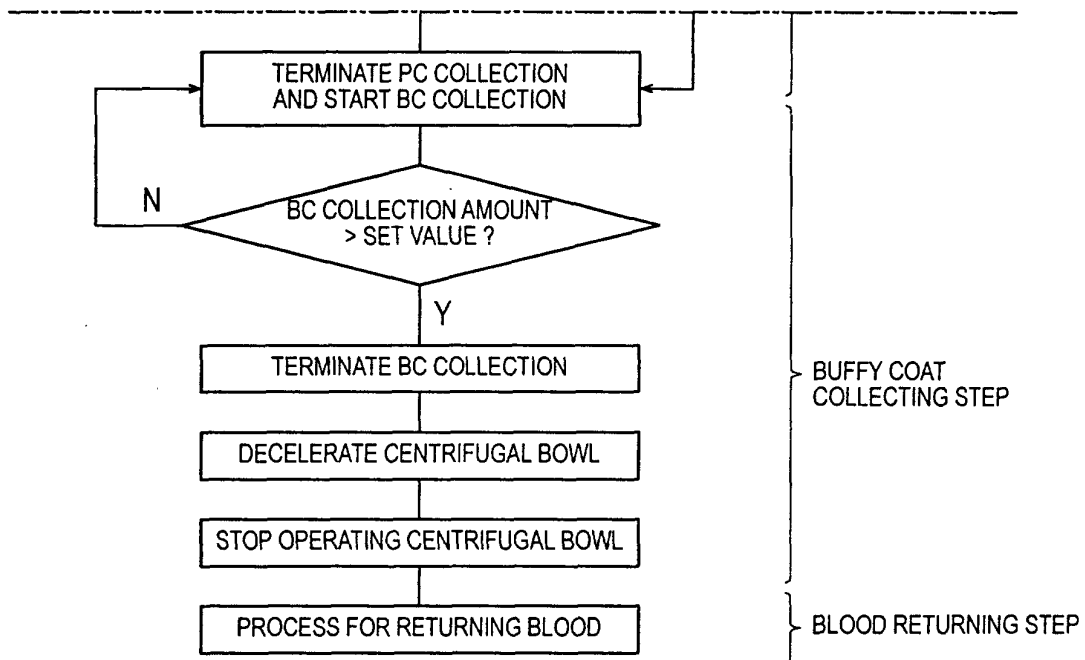 TERMINATE PC COLLECTION
AND START BC COLLECTION
N
BC COLLECTION AMOUNT
> SET VALUE ?
Y
TERMINATE BC COLLECTION
BUFFY COAT
COLLECTING STEP
DECELERATE CENTRIFUGAL BOWL
STOP OPERATING CENTRIFUGAL BOWL
PROCESS FOR RETURNING BLOOD
BLOOD RETURNING STEP